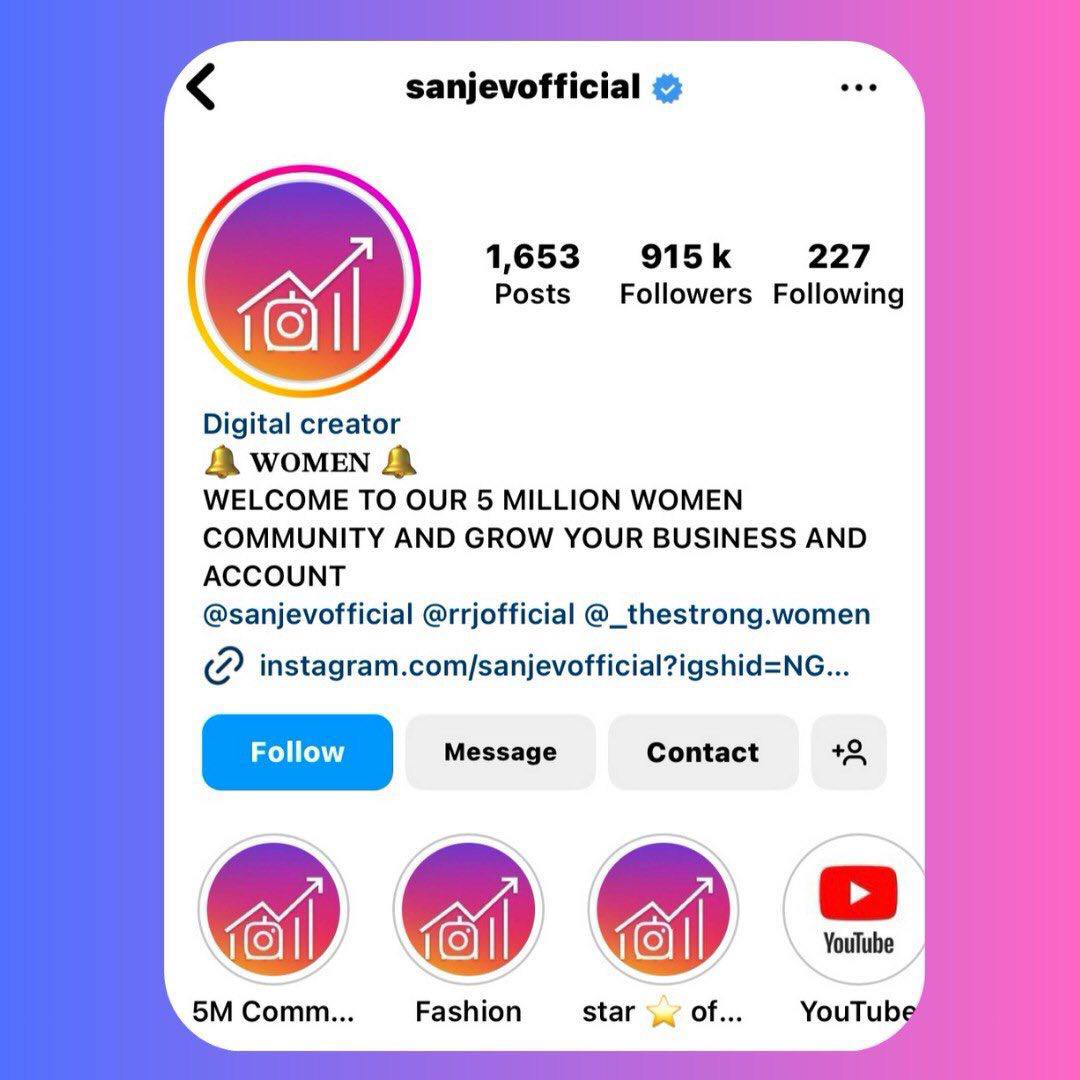 sanjevofficial
1,653 915 k 227
Posts Followers Following
Digital creator
🔔 𝐖𝐎𝐌𝐄𝐍 🔔
WELCOME TO OUR 5 MILLION WOMEN
COMMUNITY AND GROW YOUR BUSINESS AND
ACCOUNT
@sanjevofficial @rrjofficial @_thestrong.women
instagram.com/sanjevofficial?igshid=NG...
Follow Message Contact
YouTube
5M Comm... Fashion star ⭐ of... YouTube